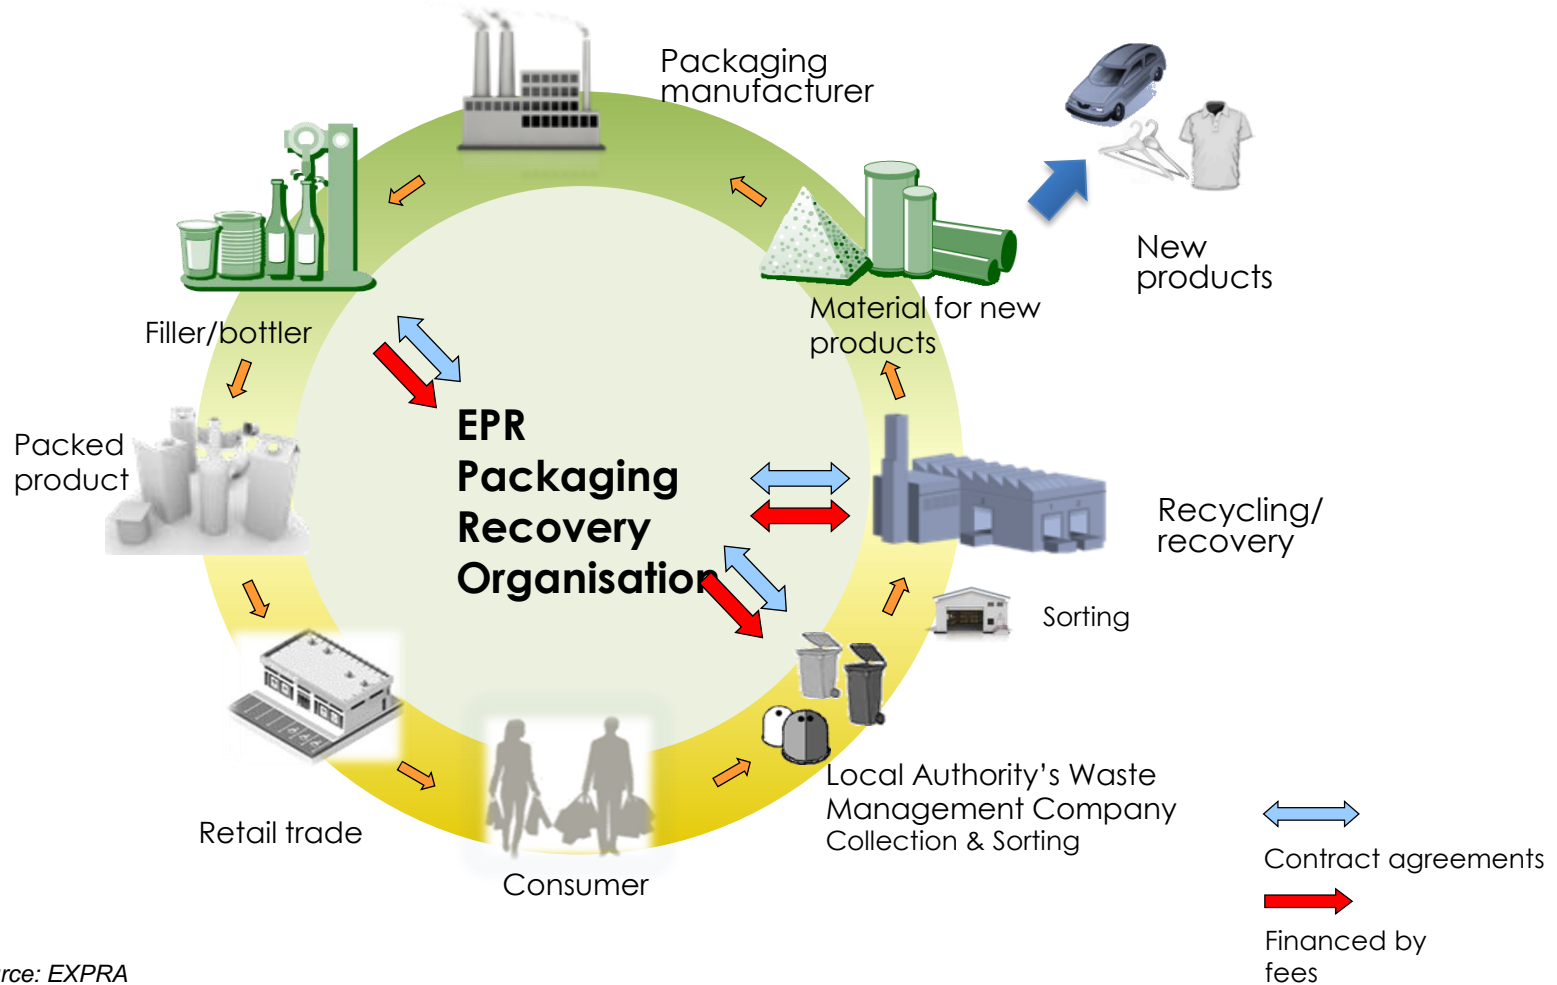 Packaging
manufacturer
New
products
Material for new
products
Filler/bottler
EPR
Packaging
Recovery
Organisation
Packed
product
Recycling/
recovery
Sorting
Local Authority’s Waste
Management Company
Collection & Sorting
Retail trade
Consumer
Contract agreements
Financed by
fees
urce: EXPRA